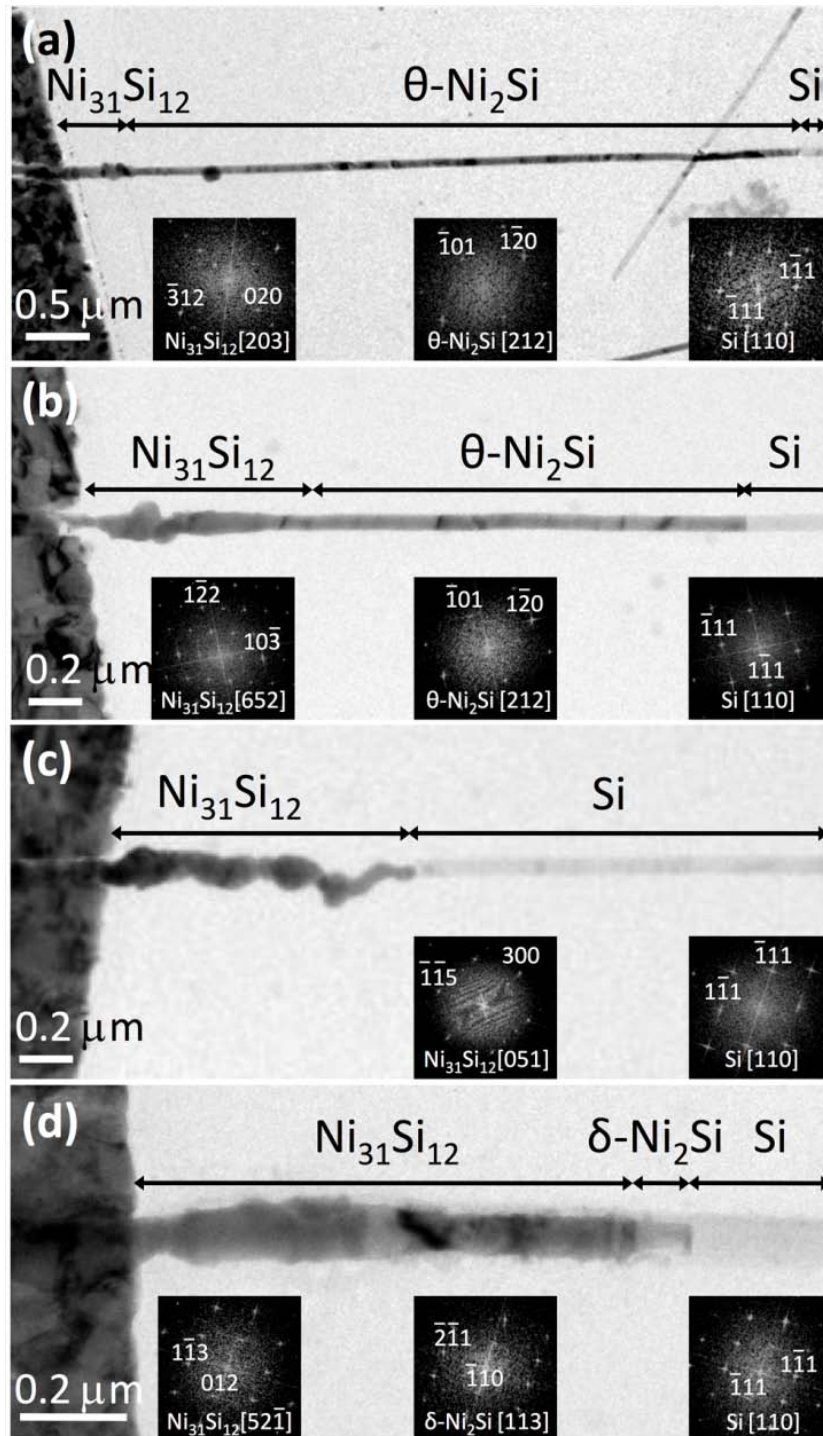 (a)
Ni₃₁Si₁₂ θ-Ni₂Si Si
1̄01 12̄0
11̄1
3̄12 020
1̄11
0.5 μm
Ni₃₁Si₁₂[203] θ-Ni₂Si [212] Si [110]
(b)
Ni₃₁Si₁₂ θ-Ni₂Si Si
12̄2 1̄01 12̄0
1̄11
103̄
11̄1
0.2 μm
Ni₃₁Si₁₂[652] θ-Ni₂Si [212] Si [110]
(c)
Ni₃₁Si₁₂ Si
300 1̄11
1̄1̄5
11̄1
0.2 μm
Ni₃₁Si₁₂[051] Si [110]
(d)
Ni₃₁Si₁₂ δ-Ni₂Si Si
2̄2̄1
11̄3 11̄1
1̄10
012 1̄11
0.2 μm
Ni₃₁Si₁₂[521̄] δ-Ni₂Si [113] Si [110]